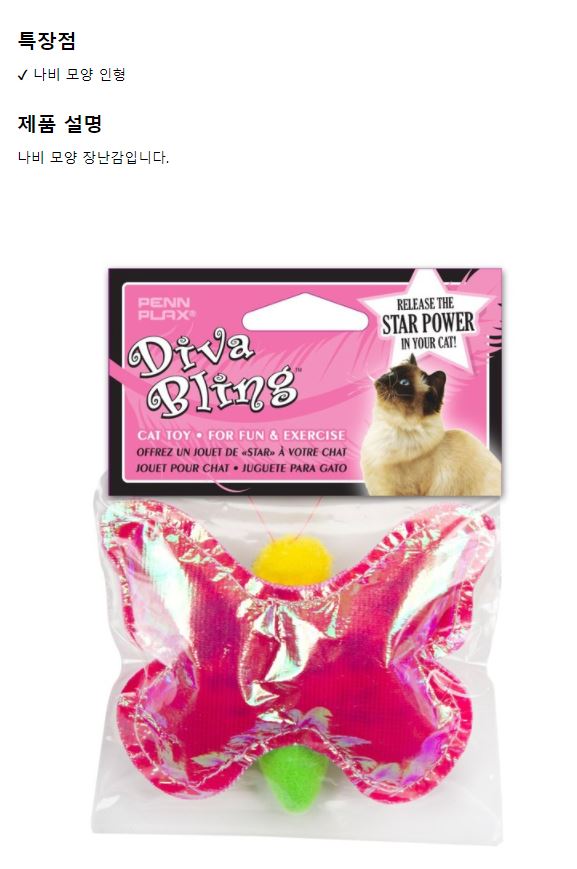 특장점
✓ 나비 모양 인형
제품 설명
나비 모양 장난감입니다.
PENN
PLAX®
RELEASE THE
STAR POWER
IN YOUR CAT!
Diva
Bling™
CAT TOY • FOR FUN & EXERCISE
OFFREZ UN JOUET DE «STAR» À VOTRE CHAT
JOUET POUR CHAT • JUGUETE PARA GATO